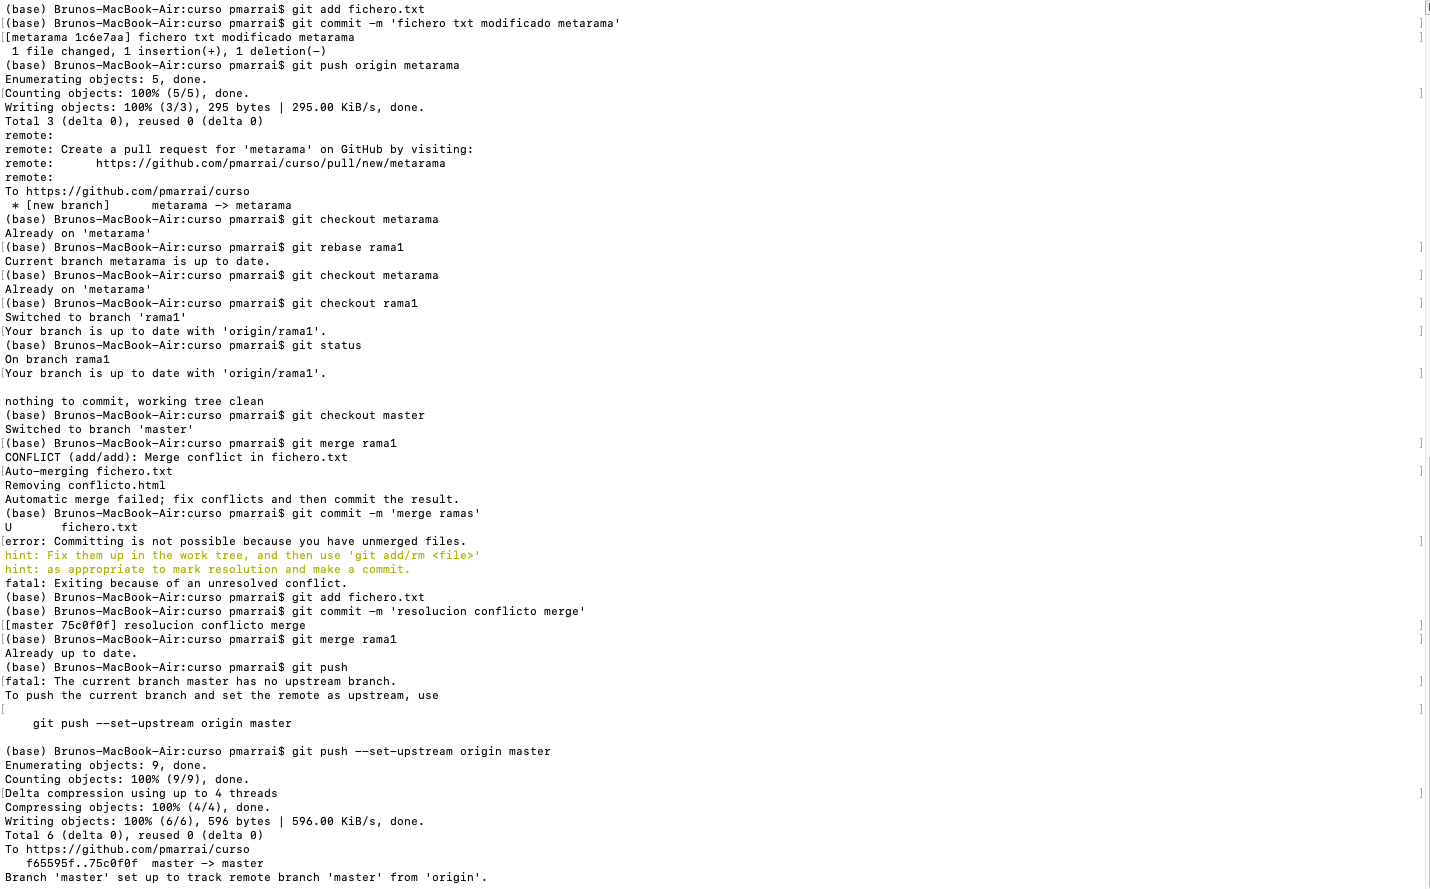 (base) Brunos-MacBook-Air:curso pmarrai$ git add fichero.txt
[(base) Brunos-MacBook-Air:curso pmarrai$ git commit -m 'fichero txt modificado metarama' ]
[[metarama 1c6e7aa] fichero txt modificado metarama ]
 1 file changed, 1 insertion(+), 1 deletion(-)
(base) Brunos-MacBook-Air:curso pmarrai$ git push origin metarama
Enumerating objects: 5, done.
[Counting objects: 100% (5/5), done. ]
Writing objects: 100% (3/3), 295 bytes | 295.00 KiB/s, done.
Total 3 (delta 0), reused 0 (delta 0)
remote:
remote: Create a pull request for 'metarama' on GitHub by visiting:
remote:      https://github.com/pmarrai/curso/pull/new/metarama
remote:
To https://github.com/pmarrai/curso
 * [new branch]      metarama -> metarama
(base) Brunos-MacBook-Air:curso pmarrai$ git checkout metarama
Already on 'metarama'
[(base) Brunos-MacBook-Air:curso pmarrai$ git rebase rama1 ]
Current branch metarama is up to date.
[(base) Brunos-MacBook-Air:curso pmarrai$ git checkout metarama ]
Already on 'metarama'
[(base) Brunos-MacBook-Air:curso pmarrai$ git checkout rama1 ]
Switched to branch 'rama1'
[Your branch is up to date with 'origin/rama1'. ]
(base) Brunos-MacBook-Air:curso pmarrai$ git status
On branch rama1
[Your branch is up to date with 'origin/rama1'. ]

nothing to commit, working tree clean
(base) Brunos-MacBook-Air:curso pmarrai$ git checkout master
Switched to branch 'master'
[(base) Brunos-MacBook-Air:curso pmarrai$ git merge rama1 ]
CONFLICT (add/add): Merge conflict in fichero.txt
[Auto-merging fichero.txt ]
Removing conflicto.html
Automatic merge failed; fix conflicts and then commit the result.
(base) Brunos-MacBook-Air:curso pmarrai$ git commit -m 'merge ramas'
U       fichero.txt
[error: Committing is not possible because you have unmerged files. ]
hint: Fix them up in the work tree, and then use 'git add/rm <file>'
hint: as appropriate to mark resolution and make a commit.
fatal: Exiting because of an unresolved conflict.
(base) Brunos-MacBook-Air:curso pmarrai$ git add fichero.txt
(base) Brunos-MacBook-Air:curso pmarrai$ git commit -m 'resolucion conflicto merge'
[[master 75c0f0f] resolucion conflicto merge ]
[(base) Brunos-MacBook-Air:curso pmarrai$ git merge rama1 ]
Already up to date.
(base) Brunos-MacBook-Air:curso pmarrai$ git push
[fatal: The current branch master has no upstream branch. ]
To push the current branch and set the remote as upstream, use
[ ]
    git push --set-upstream origin master

(base) Brunos-MacBook-Air:curso pmarrai$ git push --set-upstream origin master
Enumerating objects: 9, done.
Counting objects: 100% (9/9), done.
[Delta compression using up to 4 threads ]
Compressing objects: 100% (4/4), done.
Writing objects: 100% (6/6), 596 bytes | 596.00 KiB/s, done.
Total 6 (delta 0), reused 0 (delta 0)
To https://github.com/pmarrai/curso
   f65595f..75c0f0f  master -> master
Branch 'master' set up to track remote branch 'master' from 'origin'.